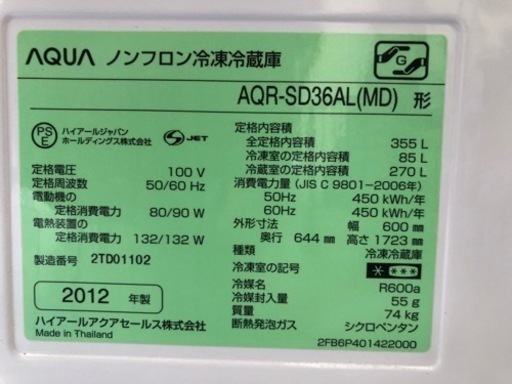 AQUA ノンフロン冷凍冷蔵庫
G
AQR-SD36AL(MD) 形
PS E ハイアールジャパン ホールディングス株式会社 S JET
定格電圧 100 V
定格周波数 50/60 Hz
電動機の
定格消費電力 80/90 W
電熱装置の
定格消費電力 132/132 W
製造番号 2TD01102
2012 年製
ハイアールアクアセールス株式会社
Made in Thailand
定格内容積
全定格内容積 355 L
冷凍室の定格内容積 85 L
冷蔵室の定格内容積 270 L
消費電力量 (JIS C 9801-2006年)
50Hz 450 kWh/年
60Hz 450 kWh/年
外形寸法 幅 600 mm
奥行 644 mm 高さ 1723 mm
種類 冷凍冷蔵庫
冷凍室の記号 * ***
冷媒名 R600a
冷媒封入量 55 g
質量 74 kg
断熱発泡ガス シクロペンタン
2FB6P401422000